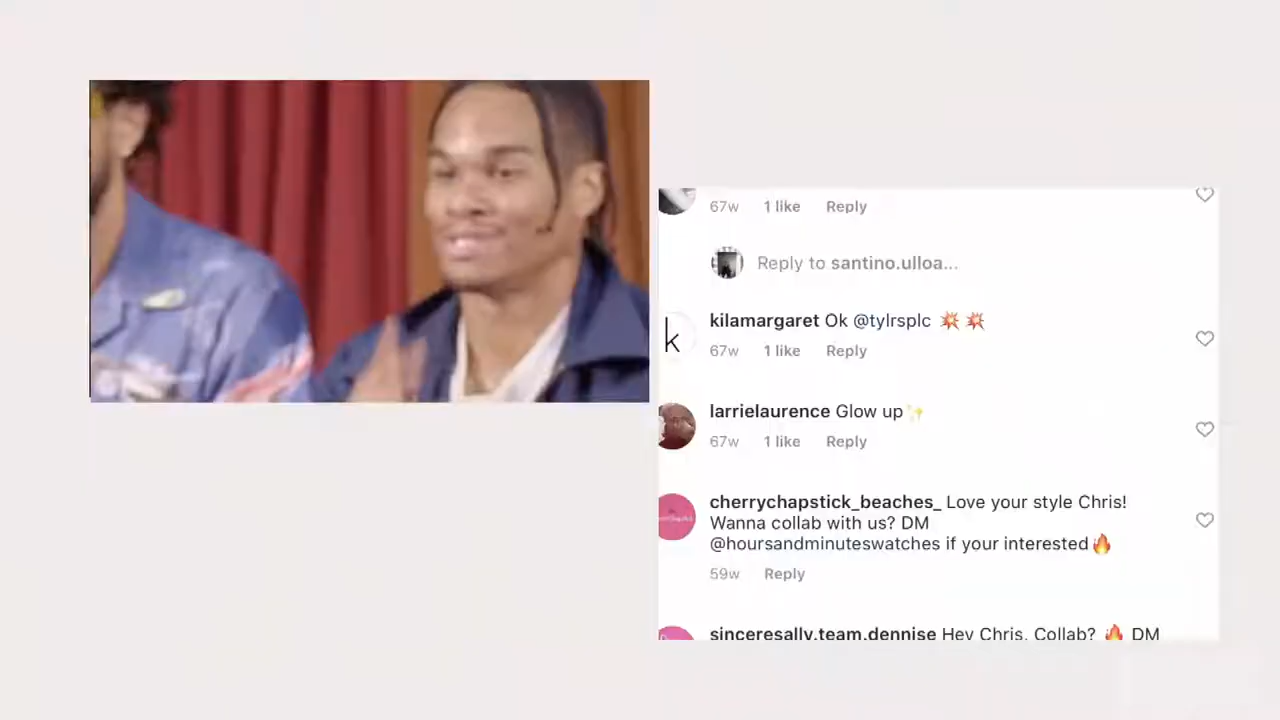 67w 1 like Reply
Reply to santino.ulloa...
k
kilamargaret Ok @tylrsplc 💥 💥
67w 1 like Reply
larrielaurence Glow up✨
67w 1 like Reply
cherrychapstick_beaches_ Love your style Chris!
Wanna collab with us? DM
@hoursandminuteswatches if your interested🔥
59w Reply
sinceresally.team.dennise Hey Chris, Collab? 🔥 DM